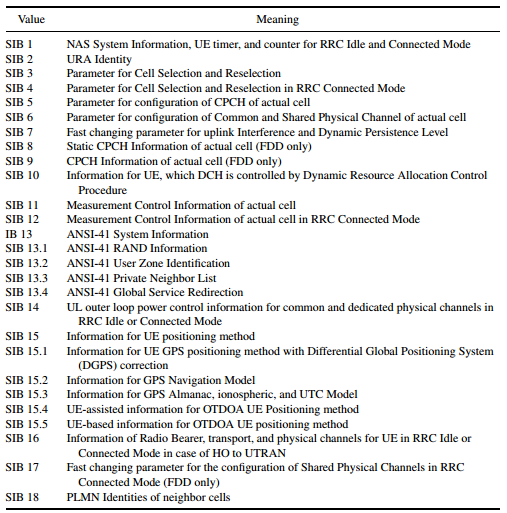 Value Meaning
SIB 1 NAS System Information, UE timer, and counter for RRC Idle and Connected Mode
SIB 2 URA Identity
SIB 3 Parameter for Cell Selection and Reselection
SIB 4 Parameter for Cell Selection and Reselection in RRC Connected Mode
SIB 5 Parameter for configuration of CPCH of actual cell
SIB 6 Parameter for configuration of Common and Shared Physical Channel of actual cell
SIB 7 Fast changing parameter for uplink Interference and Dynamic Persistence Level
SIB 8 Static CPCH Information of actual cell (FDD only)
SIB 9 CPCH Information of actual cell (FDD only)
SIB 10 Information for UE, which DCH is controlled by Dynamic Resource Allocation Control
Procedure
SIB 11 Measurement Control Information of actual cell
SIB 12 Measurement Control Information of actual cell in RRC Connected Mode
IB 13 ANSI-41 System Information
SIB 13.1 ANSI-41 RAND Information
SIB 13.2 ANSI-41 User Zone Identification
SIB 13.3 ANSI-41 Private Neighbor List
SIB 13.4 ANSI-41 Global Service Redirection
SIB 14 UL outer loop power control information for common and dedicated physical channels in
RRC Idle or Connected Mode
SIB 15 Information for UE positioning method
SIB 15.1 Information for UE GPS positioning method with Differential Global Positioning System
(DGPS) correction
SIB 15.2 Information for GPS Navigation Model
SIB 15.3 Information for GPS Almanac, ionospheric, and UTC Model
SIB 15.4 UE-assisted information for OTDOA UE Positioning method
SIB 15.5 UE-based information for OTDOA UE positioning method
SIB 16 Information of Radio Bearer, transport, and physical channels for UE in RRC Idle or
Connected Mode in case of HO to UTRAN
SIB 17 Fast changing parameter for the configuration of Shared Physical Channels in RRC
Connected Mode (FDD only)
SIB 18 PLMN Identities of neighbor cells